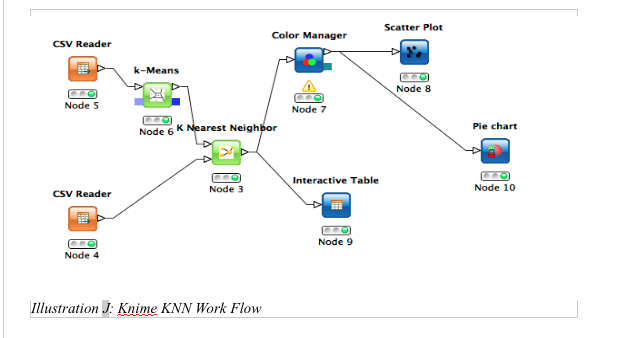 Scatter Plot
Color Manager
CSV Reader
k-Means
Node 8
Node 5
Node 7
Node 6
K Nearest Neighbor
Pie chart
Node 3
Interactive Table
Node 10
CSV Reader
Node 9
Node 4
Illustration J: Knime KNN Work Flow